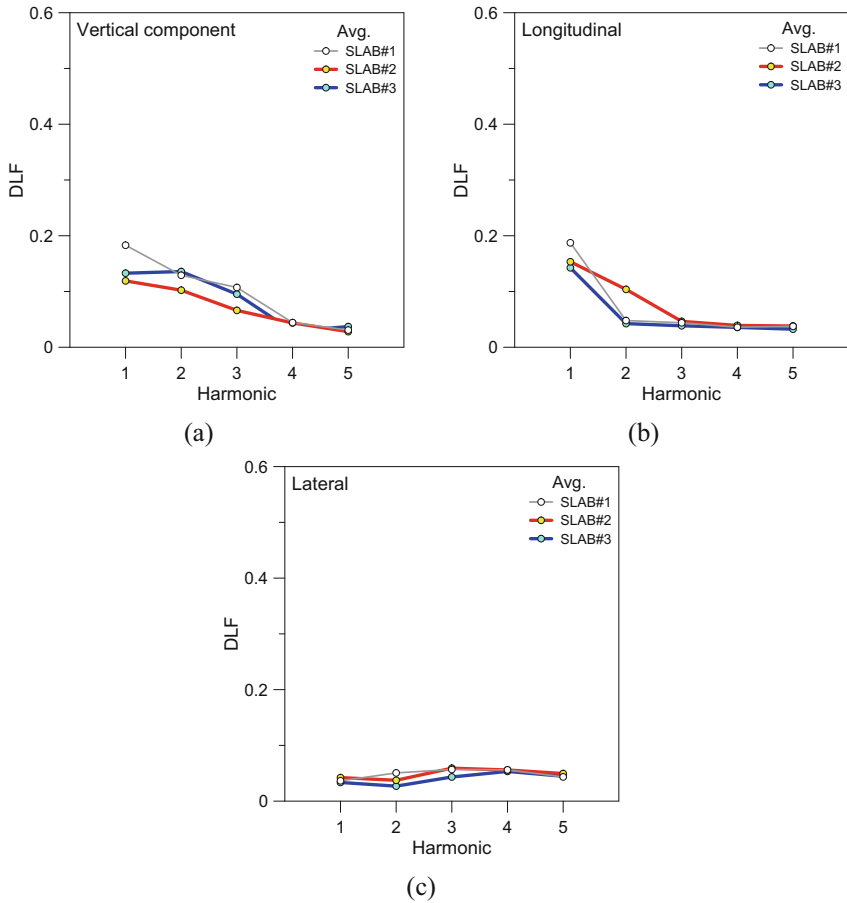 0.6
Vertical component
Avg.
SLAB#1
SLAB#2
SLAB#3
0.4
DLF
0.2
0
1 2 3 4 5
Harmonic
(a)
0.6
Longitudinal
Avg.
SLAB#1
SLAB#2
SLAB#3
0.4
DLF
0.2
0
1 2 3 4 5
Harmonic
(b)
0.6
Lateral
Avg.
SLAB#1
SLAB#2
SLAB#3
0.4
DLF
0.2
0
1 2 3 4 5
Harmonic
(c)